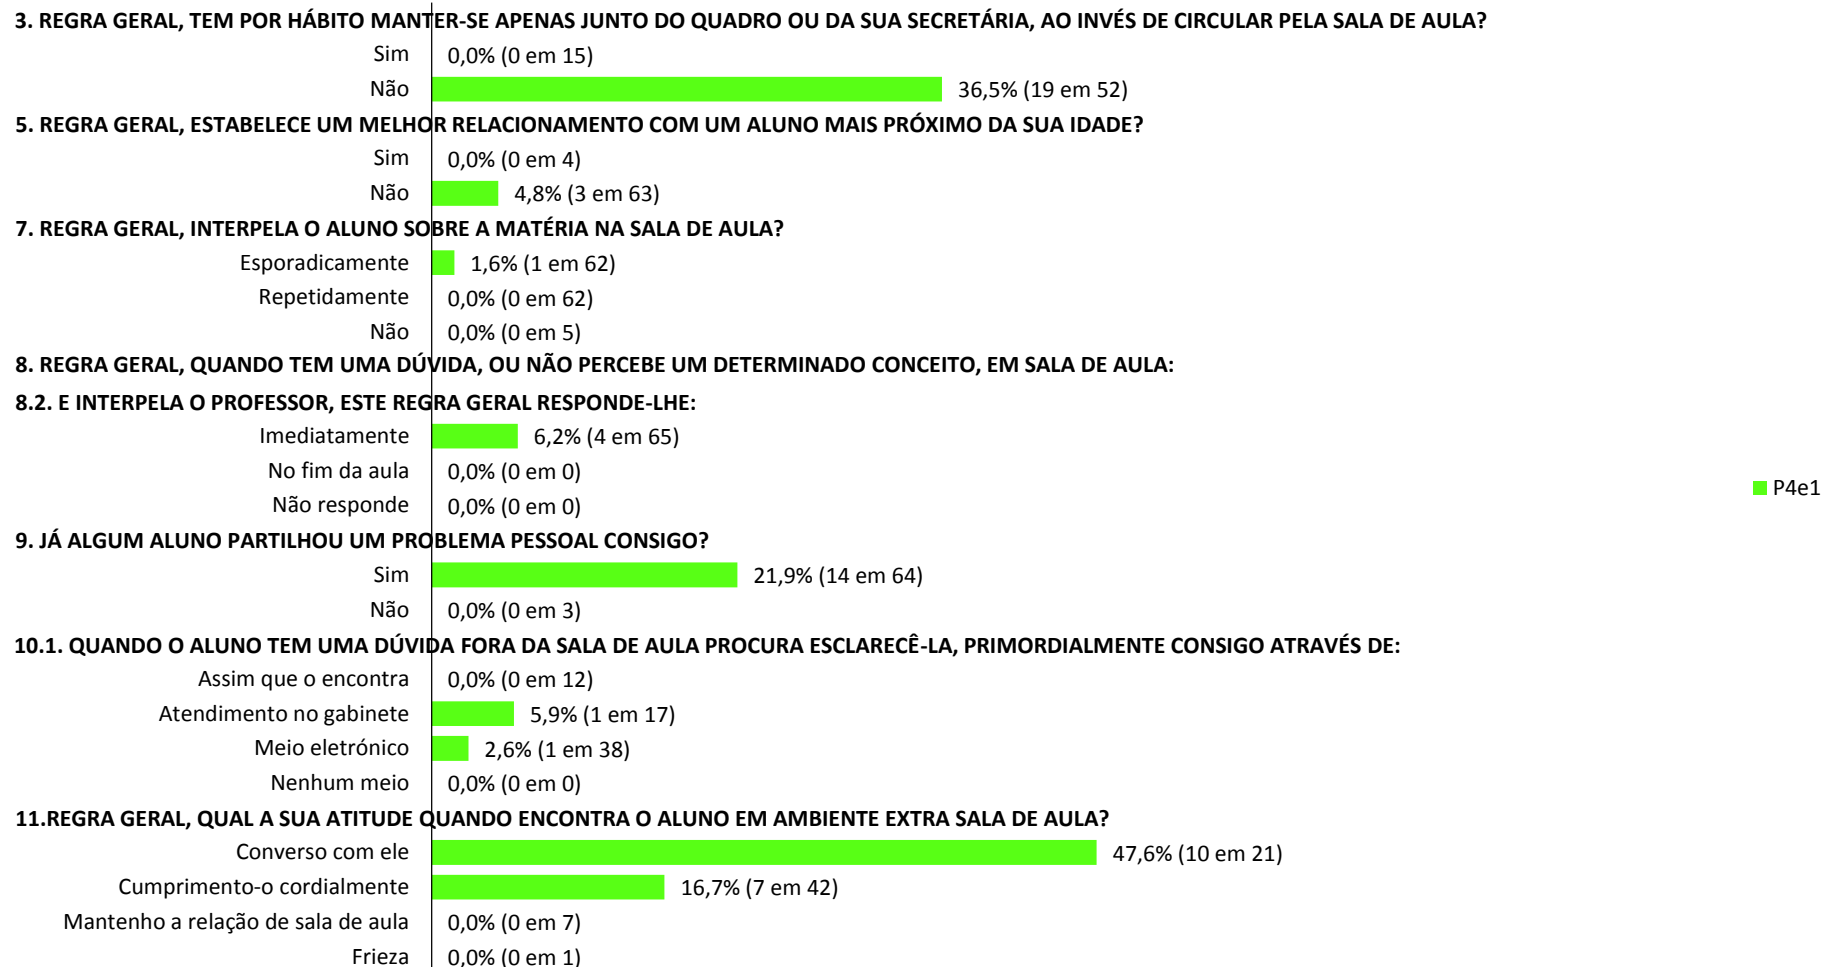 3. REGRA GERAL, TEM POR HÁBITO MANTER-SE APENAS JUNTO DO QUADRO OU DA SUA SECRETÁRIA, AO INVÉS DE CIRCULAR PELA SALA DE AULA?
Sim 0,0% (0 em 15)
Não 36,5% (19 em 52)
5. REGRA GERAL, ESTABELECE UM MELHOR RELACIONAMENTO COM UM ALUNO MAIS PRÓXIMO DA SUA IDADE?
Sim 0,0% (0 em 4)
Não 4,8% (3 em 63)
7. REGRA GERAL, INTERPELA O ALUNO SOBRE A MATÉRIA NA SALA DE AULA?
Esporadicamente 1,6% (1 em 62)
Repetidamente 0,0% (0 em 62)
Não 0,0% (0 em 5)
8. REGRA GERAL, QUANDO TEM UMA DÚVIDA, OU NÃO PERCEBE UM DETERMINADO CONCEITO, EM SALA DE AULA:
8.2. E INTERPELA O PROFESSOR, ESTE REGRA GERAL RESPONDE-LHE:
Imediatamente 6,2% (4 em 65)
No fim da aula 0,0% (0 em 0)
Não responde 0,0% (0 em 0)
P4e1
9. JÁ ALGUM ALUNO PARTILHOU UM PROBLEMA PESSOAL CONSIGO?
Sim 21,9% (14 em 64)
Não 0,0% (0 em 3)
10.1. QUANDO O ALUNO TEM UMA DÚVIDA FORA DA SALA DE AULA PROCURA ESCLARECÊ-LA, PRIMORDIALMENTE CONSIGO ATRAVÉS DE:
Assim que o encontra 0,0% (0 em 12)
Atendimento no gabinete 5,9% (1 em 17)
Meio eletrónico 2,6% (1 em 38)
Nenhum meio 0,0% (0 em 0)
11.REGRA GERAL, QUAL A SUA ATITUDE QUANDO ENCONTRA O ALUNO EM AMBIENTE EXTRA SALA DE AULA?
Converso com ele 47,6% (10 em 21)
Cumprimento-o cordialmente 16,7% (7 em 42)
Mantenho a relação de sala de aula 0,0% (0 em 7)
Frieza 0,0% (0 em 1)